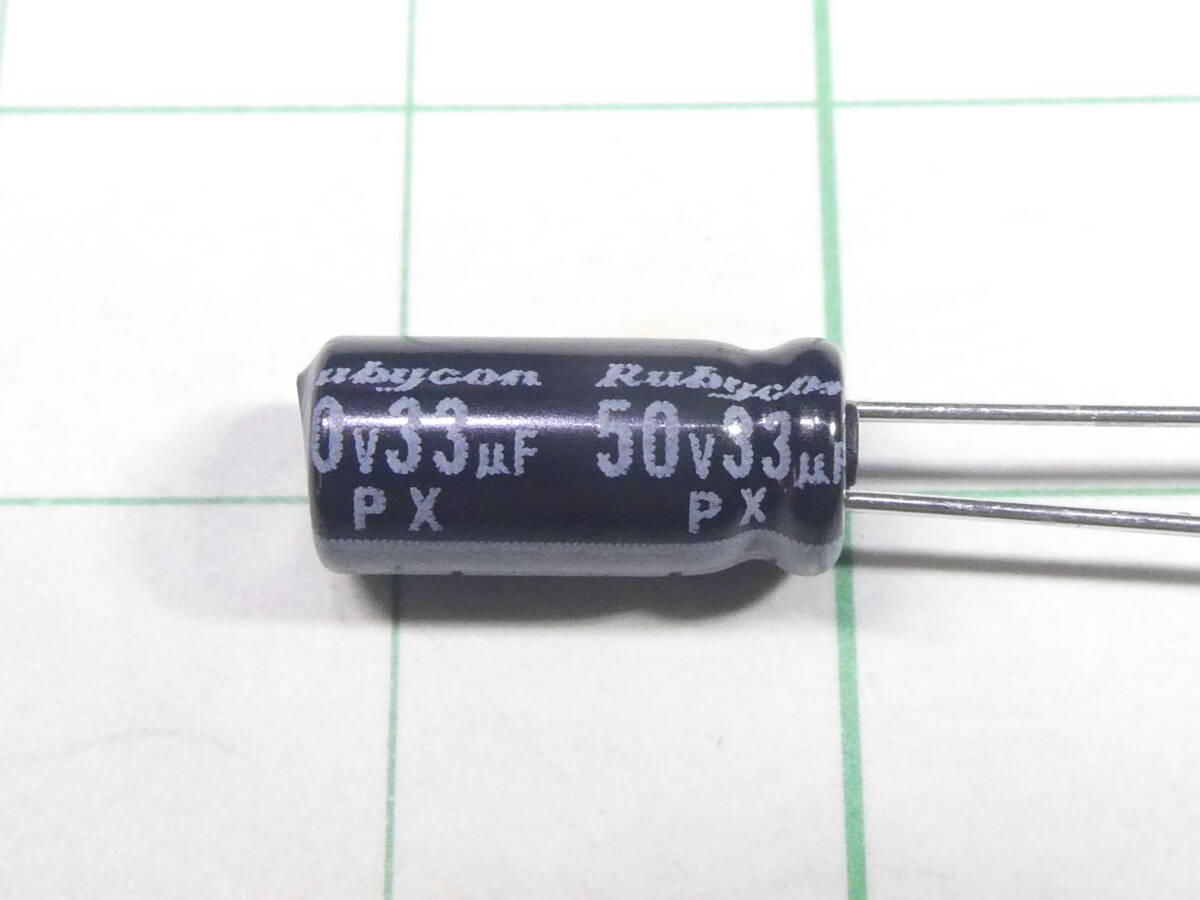 ubycon Rubycon
0V33µF 50V33µF
PX PX